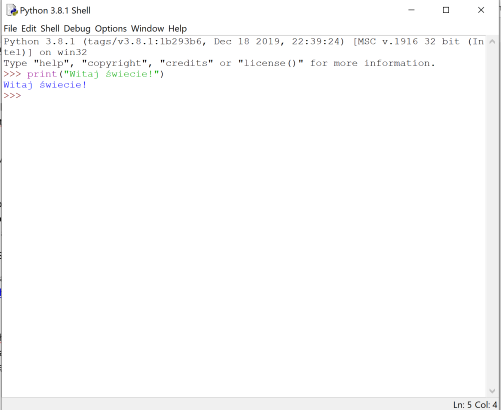 Python 3.8.1 Shell
File Edit Shell Debug Options Window Help
Python 3.8.1 (tags/v3.8.1:1b293b6, Dec 18 2019, 22:39:24) [MSC v.1916 32 bit (In
tel)] on win32
Type "help", "copyright", "credits" or "license()" for more information.
>>> print("Witaj świecie!")
Witaj świecie!
>>>
Ln: 5 Col: 4